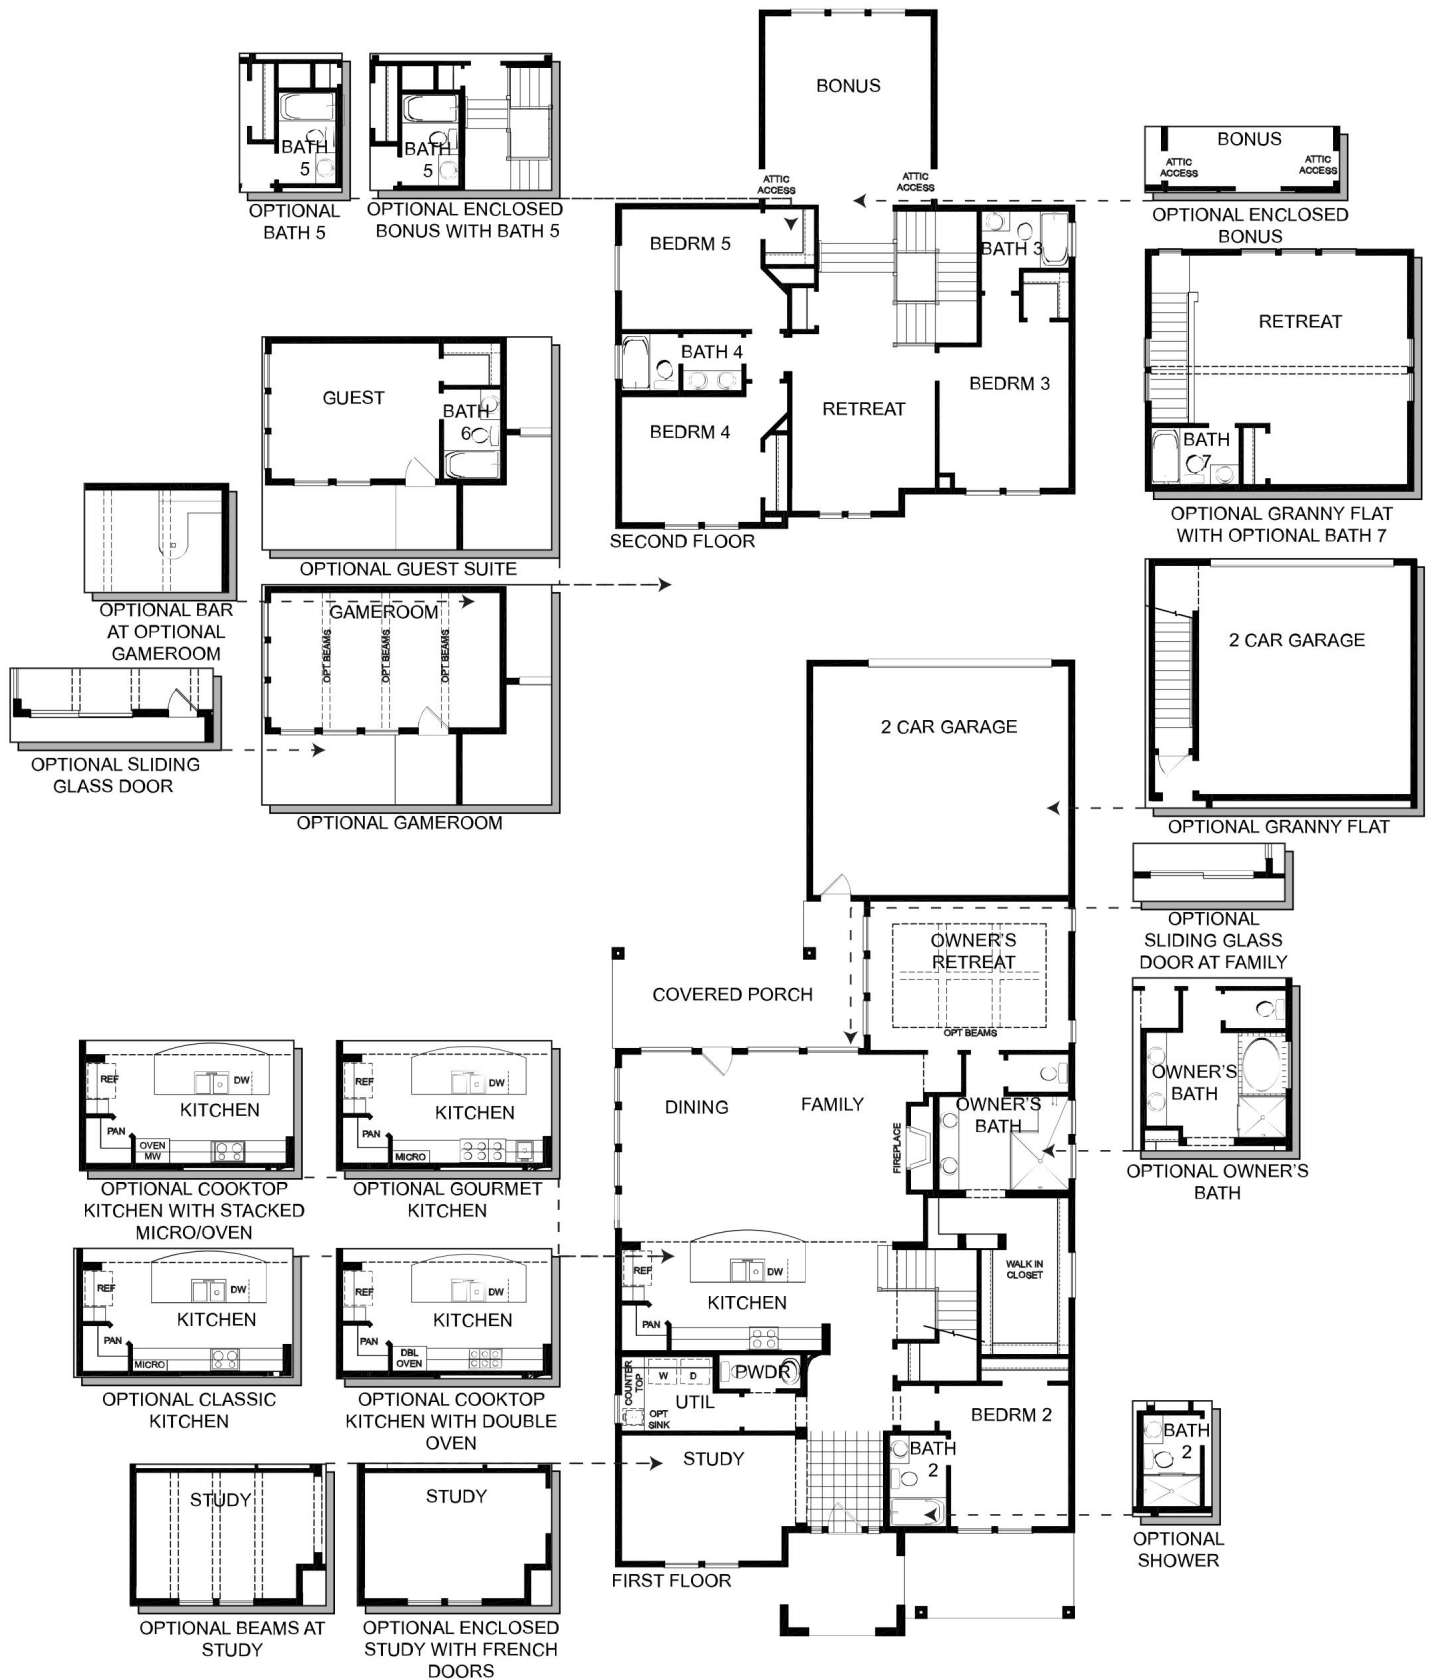 BONUS
ATTIC
ACCESS
ATTIC
ACCESS
BATH
5
OPTIONAL
BATH 5
BATH
5
OPTIONAL ENCLOSED
BONUS WITH BATH 5
BONUS
ATTIC
ACCESS
ATTIC
ACCESS
OPTIONAL ENCLOSED
BONUS
BEDRM 5
BATH 3
BATH 4
BEDRM 3
RETREAT
BEDRM 4
SECOND FLOOR
RETREAT
BATH
7
OPTIONAL GRANNY FLAT
WITH OPTIONAL BATH 7
GUEST
BATH
6
OPTIONAL GUEST SUITE
OPTIONAL BAR
AT OPTIONAL
GAMEROOM
GAMEROOM
OPT BEAMS
OPT BEAMS
OPT BEAMS
OPTIONAL GAMEROOM
OPTIONAL SLIDING
GLASS DOOR
2 CAR GARAGE
OPTIONAL GRANNY FLAT
2 CAR GARAGE
OPTIONAL
SLIDING GLASS
DOOR AT FAMILY
OWNER'S
RETREAT
OPT BEAMS
COVERED PORCH
DINING
FAMILY
FIREPLACE
OWNER'S
BATH
OWNER'S
BATH
OPTIONAL OWNER'S
BATH
REF
DW
KITCHEN
PAN
OVEN
MW
OPTIONAL COOKTOP
KITCHEN WITH STACKED
MICRO/OVEN
REF
DW
KITCHEN
PAN
MICRO
OPTIONAL GOURMET
KITCHEN
REF
DW
KITCHEN
PAN
MICRO
OPTIONAL CLASSIC
KITCHEN
REF
DW
KITCHEN
PAN
DBL
OVEN
OPTIONAL COOKTOP
KITCHEN WITH DOUBLE
OVEN
REF
DW
KITCHEN
PAN
WALK IN
CLOSET
COUNTER
TOP
W
D
PWDR
UTIL
OPT
SINK
BEDRM 2
STUDY
BATH
2
FIRST FLOOR
BATH
2
OPTIONAL
SHOWER
STUDY
OPTIONAL BEAMS AT
STUDY
STUDY
OPTIONAL ENCLOSED
STUDY WITH FRENCH
DOORS